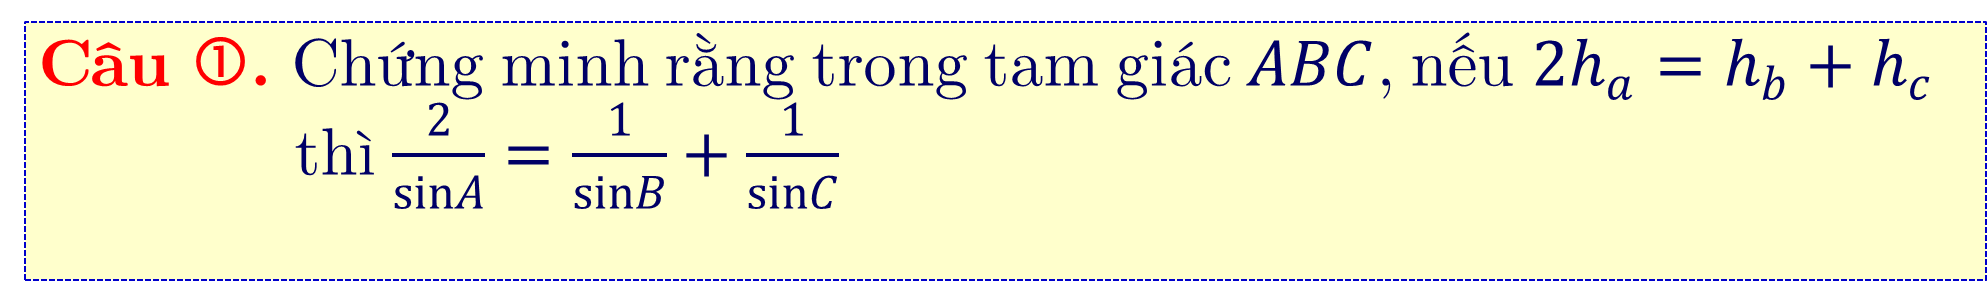 Câu ①. Chứng minh rằng trong tam giác ABC, nếu 2hₐ = h_b + h_c
thì 2/sinA = 1/sinB + 1/sinC